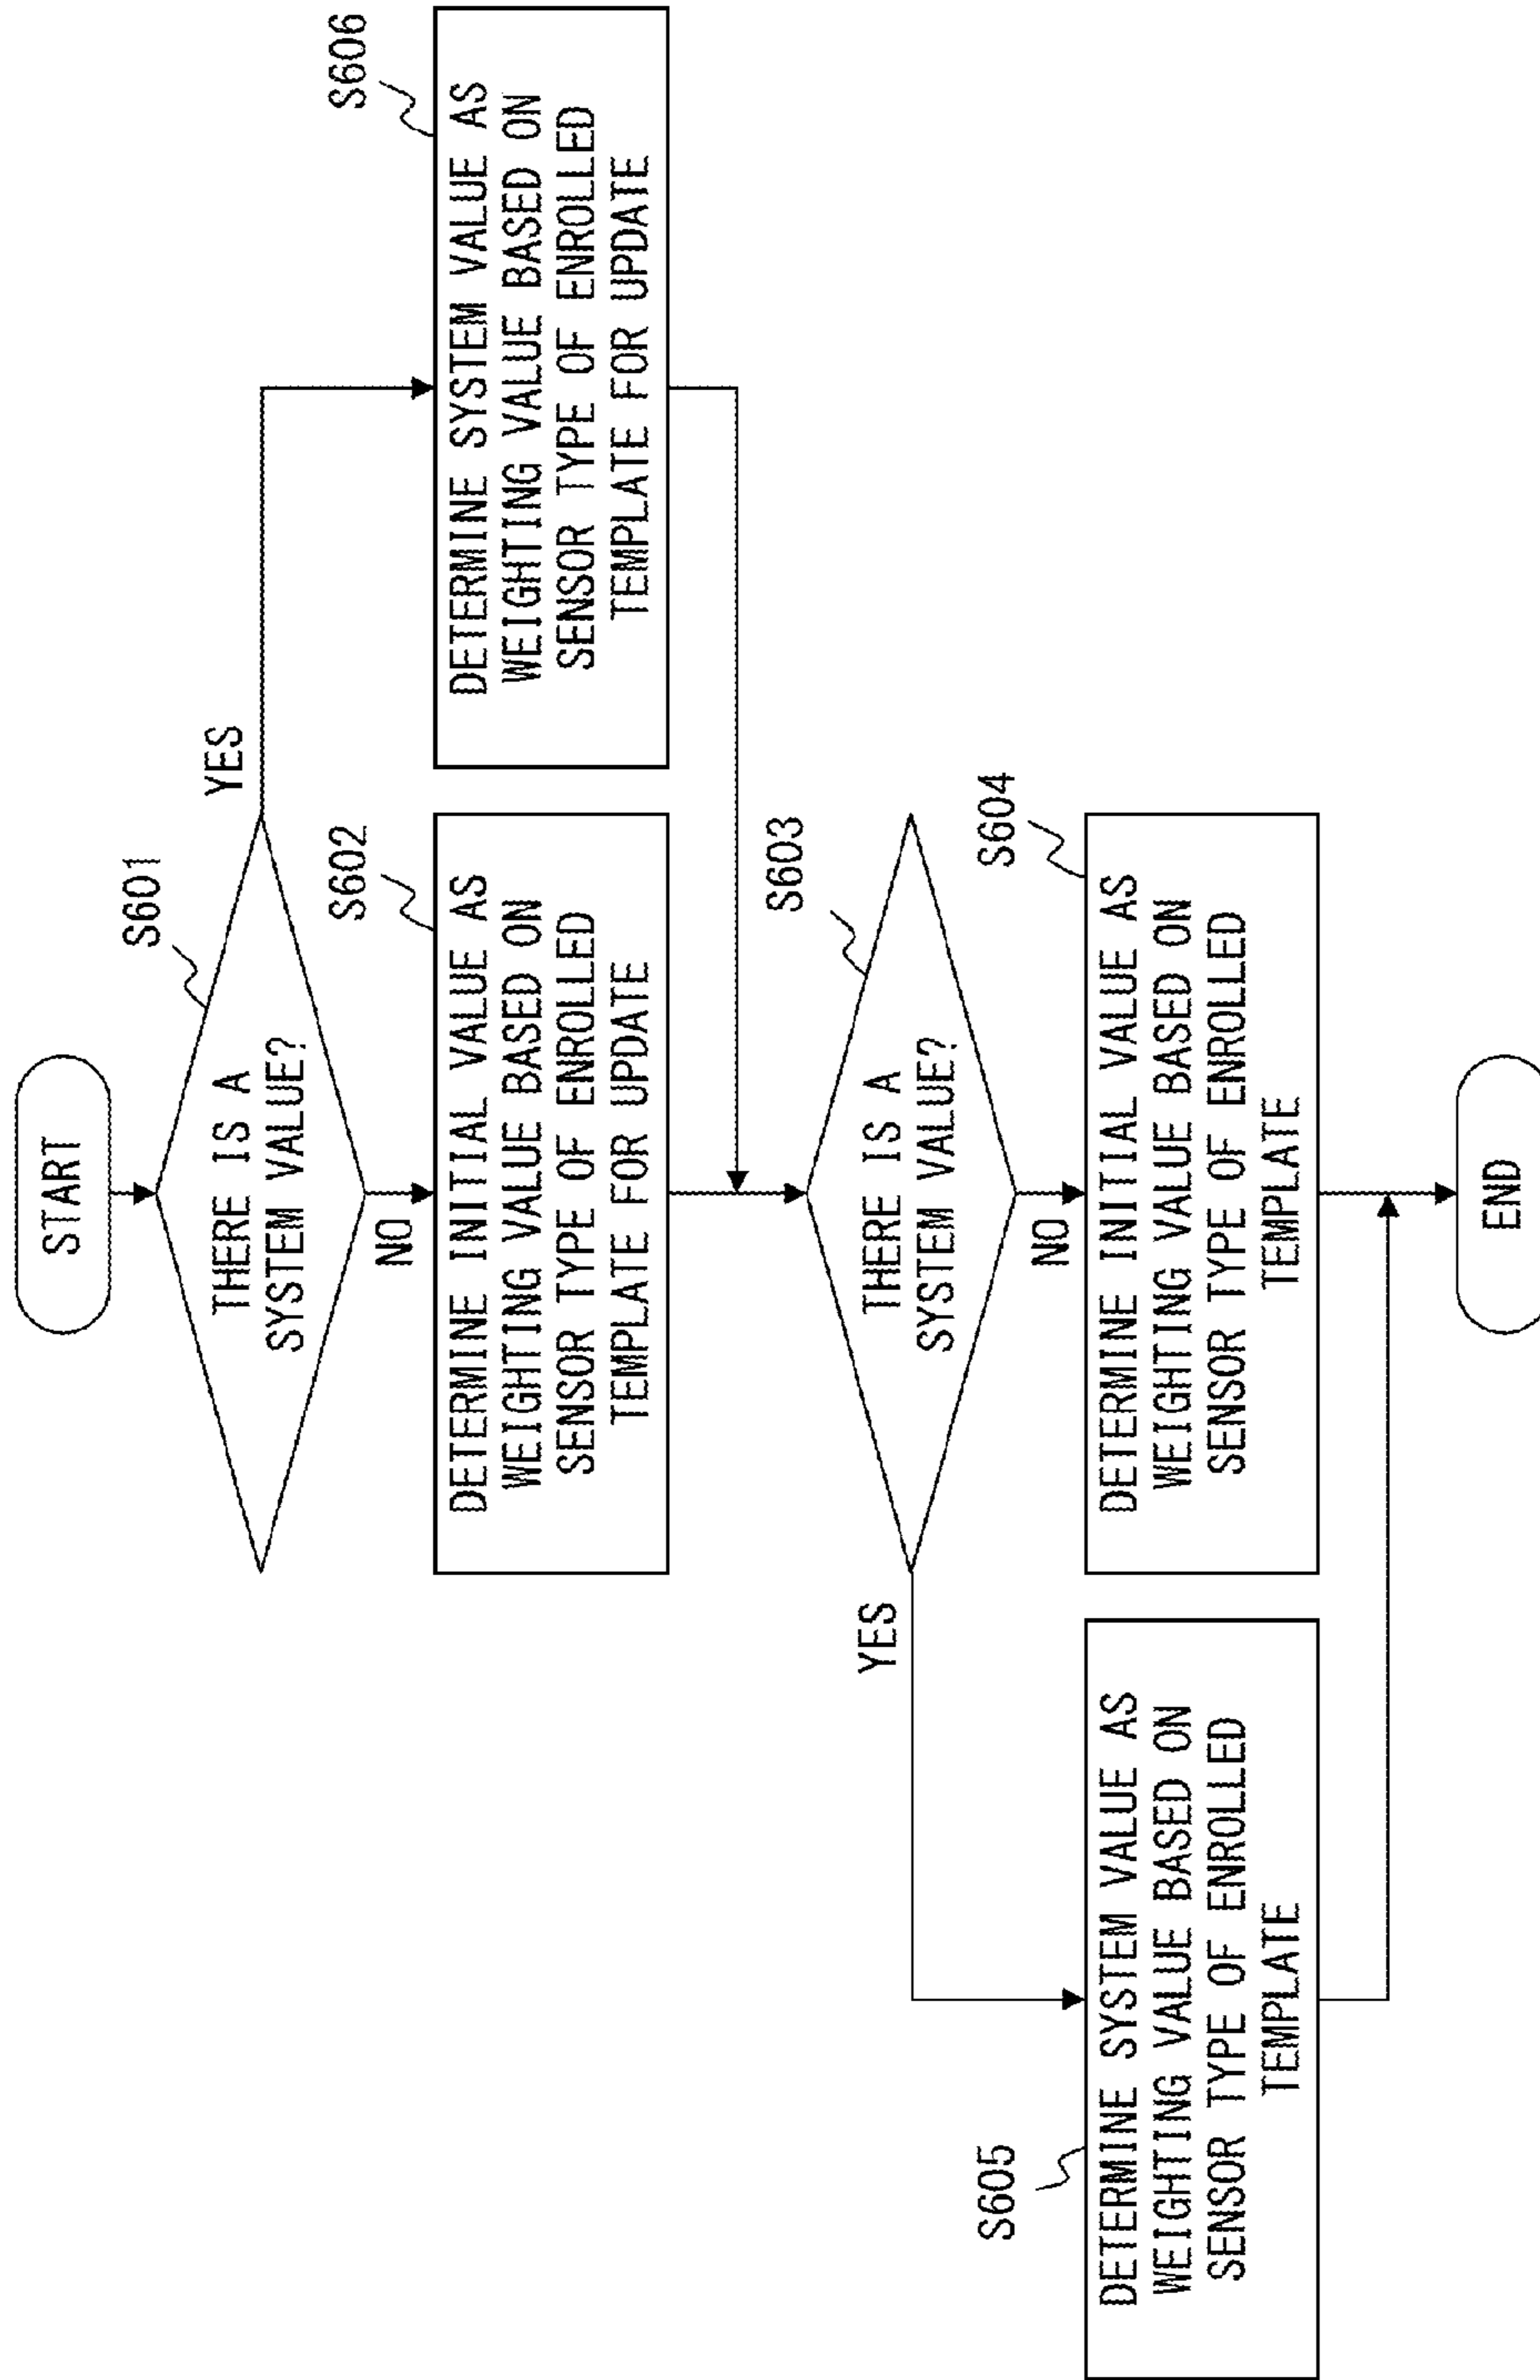 START
S601
THERE IS A
SYSTEM VALUE?
YES
NO
S602
DETERMINE INITIAL VALUE AS
WEIGHTING VALUE BASED ON
SENSOR TYPE OF ENROLLED
TEMPLATE FOR UPDATE
S606
DETERMINE SYSTEM VALUE AS
WEIGHTING VALUE BASED ON
SENSOR TYPE OF ENROLLED
TEMPLATE FOR UPDATE
S603
THERE IS A
SYSTEM VALUE?
YES
NO
S605
DETERMINE SYSTEM VALUE AS
WEIGHTING VALUE BASED ON
SENSOR TYPE OF ENROLLED
TEMPLATE
S604
DETERMINE INITIAL VALUE AS
WEIGHTING VALUE BASED ON
SENSOR TYPE OF ENROLLED
TEMPLATE
END